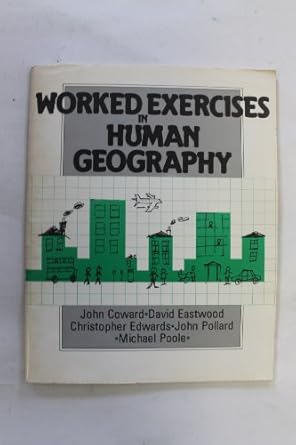 WORKED EXERCISES
IN
HUMAN
GEOGRAPHY
John Coward•David Eastwood
Christopher Edwards•John Pollard
•Michael Poole•